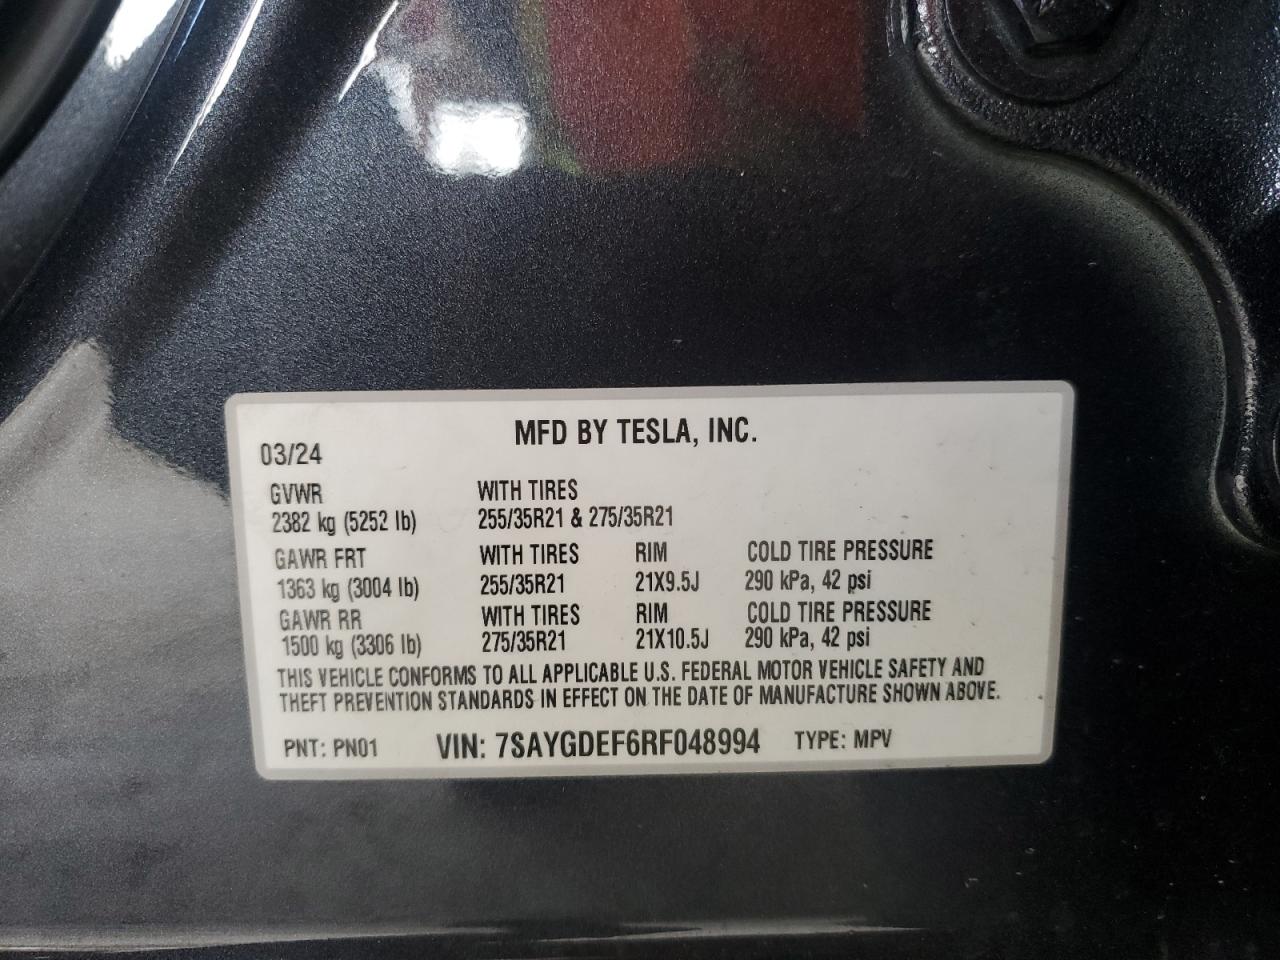 MFD BY TESLA, INC.
03/24
GVWR WITH TIRES
2382 kg (5252 lb) 255/35R21 & 275/35R21
GAWR FRT WITH TIRES RIM COLD TIRE PRESSURE
1363 kg (3004 lb) 255/35R21 21X9.5J 290 kPa, 42 psi
GAWR RR WITH TIRES RIM COLD TIRE PRESSURE
1500 kg (3306 lb) 275/35R21 21X10.5J 290 kPa, 42 psi
THIS VEHICLE CONFORMS TO ALL APPLICABLE U.S. FEDERAL MOTOR VEHICLE SAFETY AND
THEFT PREVENTION STANDARDS IN EFFECT ON THE DATE OF MANUFACTURE SHOWN ABOVE.
PNT: PN01 VIN: 7SAYGDEF6RF048994 TYPE: MPV